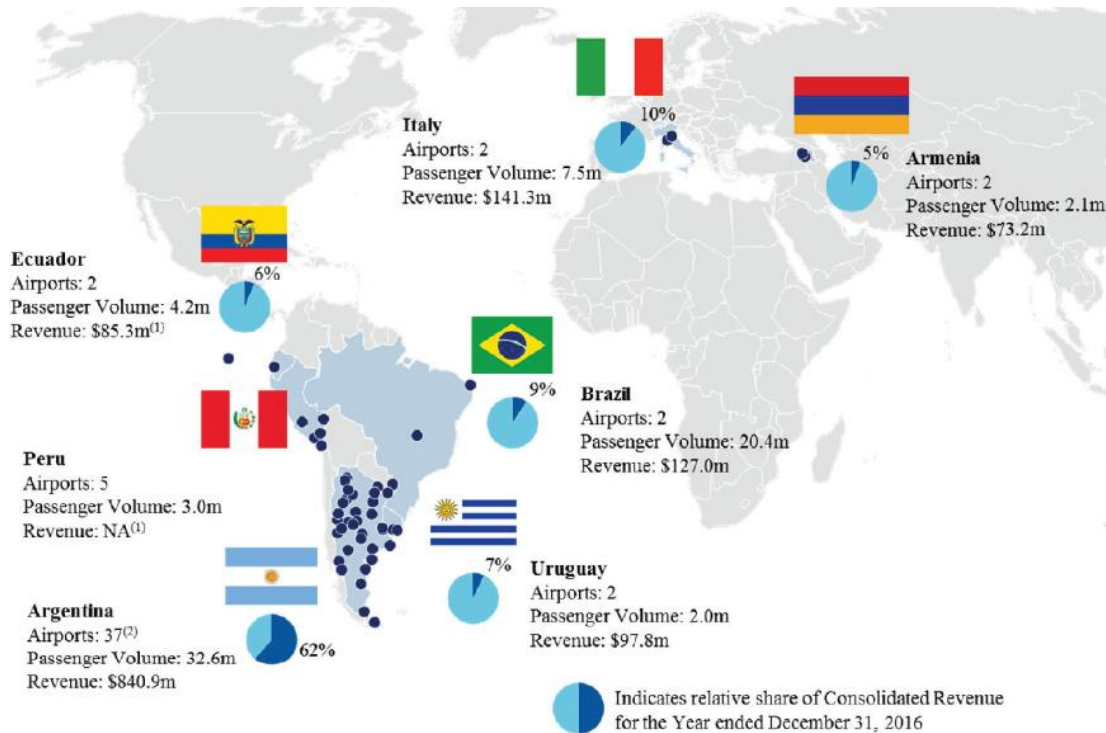 10%
Italy
Airports: 2
Passenger Volume: 7.5m
Revenue: $141.3m
5%
Armenia
Airports: 2
Passenger Volume: 2.1m
Revenue: $73.2m
6%
Ecuador
Airports: 2
Passenger Volume: 4.2m
Revenue: $85.3m(1)
9%
Brazil
Airports: 2
Passenger Volume: 20.4m
Revenue: $127.0m
Peru
Airports: 5
Passenger Volume: 3.0m
Revenue: NA(1)
7%
Uruguay
Airports: 2
Passenger Volume: 2.0m
Revenue: $97.8m
Argentina
Airports: 37(2)
Passenger Volume: 32.6m
Revenue: $840.9m
62%
Indicates relative share of Consolidated Revenue
for the Year ended December 31, 2016